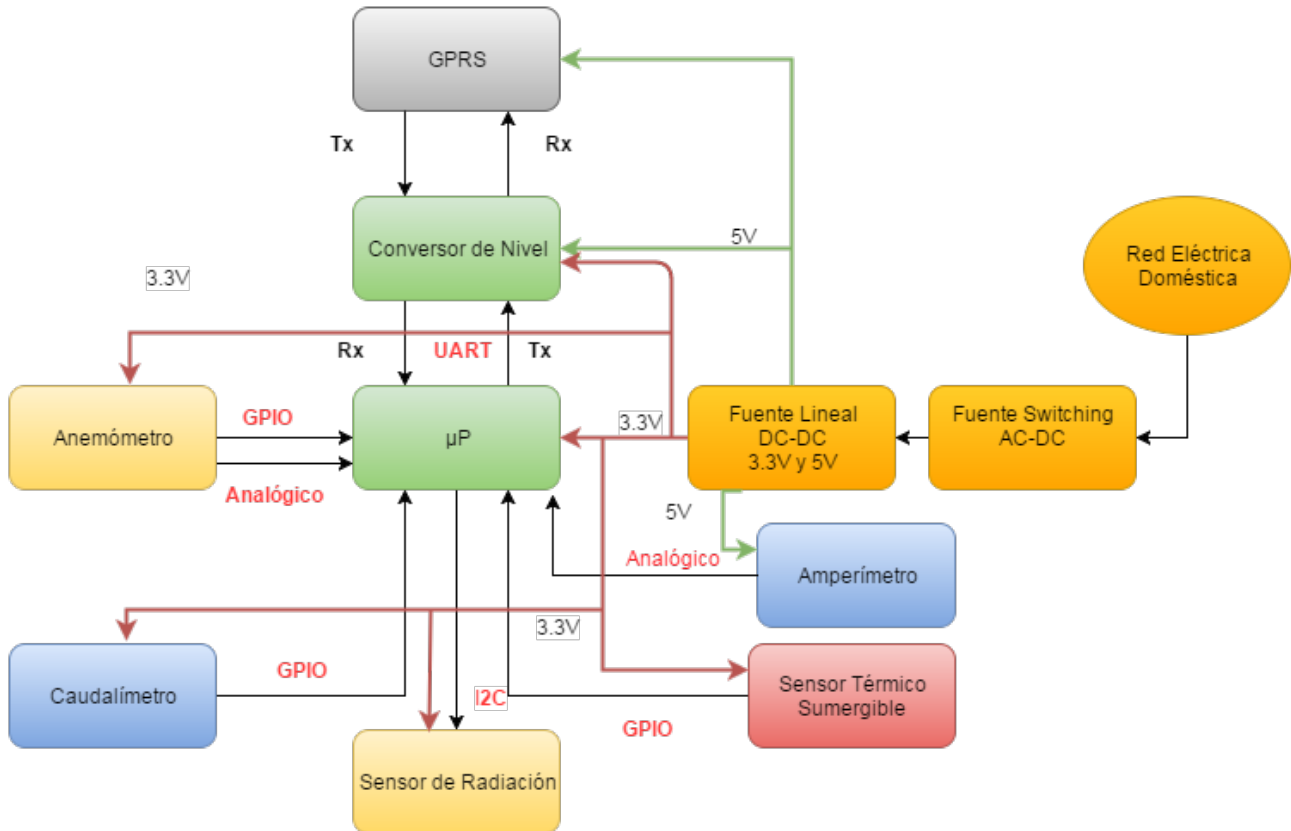 GPRS
Tx
Rx
Conversor de Nivel
5V
Red Eléctrica
Doméstica
3.3V
Rx
UART
Tx
Anemómetro
GPIO
Analógico
µP
3.3V
Fuente Lineal
DC-DC
3.3V y 5V
Fuente Switching
AC-DC
5V
Analógico
Amperímetro
3.3V
Caudalímetro
GPIO
I2C
GPIO
Sensor Térmico
Sumergible
Sensor de Radiación